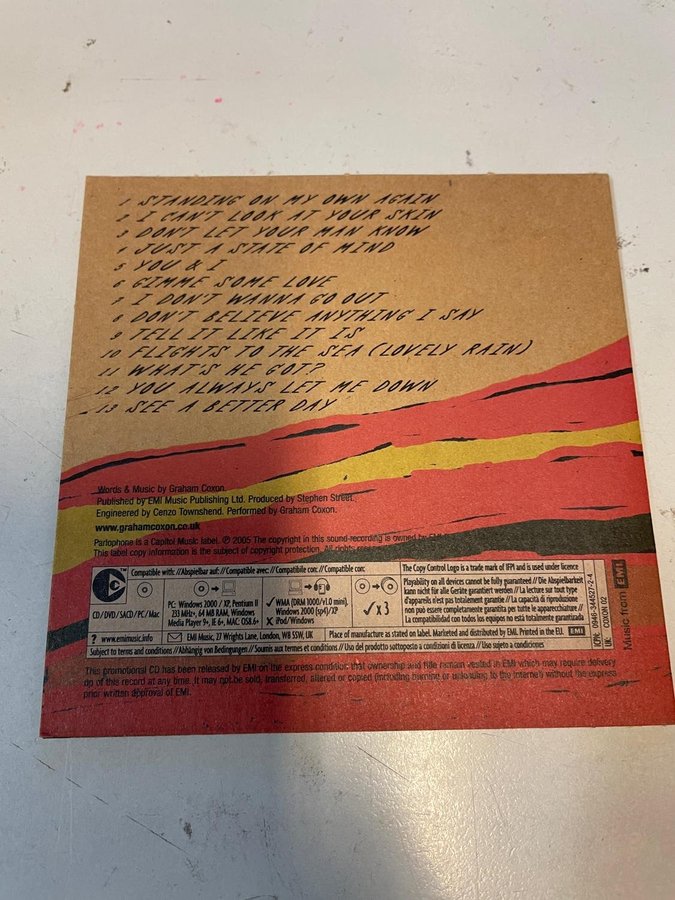 1 STANDING ON MY OWN AGAIN
2 I CAN'T LOOK AT YOUR SKIN
3 DON'T LET YOUR MAN KNOW
4 JUST A STATE OF MIND
5 YOU & I
6 GIMME SOME LOVE
7 I DON'T WANNA GO OUT
8 DON'T BELIEVE ANYTHING I SAY
9 TELL IT LIKE IT IS
10 FLIGHTS TO THE SEA (LOVELY RAIN)
11 WHAT'S HE GOT?
12 YOU ALWAYS LET ME DOWN
13 SEE A BETTER DAY
Words & Music by Graham Coxon.
Published by EMI Music Publishing Ltd. Produced by Stephen Street.
Engineered by Cenzo Townshend. Performed by Graham Coxon.
www.grahamcoxon.co.uk
Parlophone is a Capitol Music label. ℗ 2005 The copyright in this sound recording is owned by EMI
This label copy information is the subject of copyright protection. All rights
Compatible with: //Abspielbar auf: //Compatible avec: //Compatibile con: //Compatible con:
CD/DVD/SACD/PC/Mac
PC: Windows 2000 / XP, Pentium II
233 MHz+, 64 MB RAM, Windows
Media Player 9+, IE 6+, MAC: OS8.6+
✓WMA (DRM 1000/r1.0 min),
Windows 2000 (sp4)/XP
X iPod/Windows
✓x3
The Copy Control Logo is a trade mark of IFPI and is used under licence
Playability on all devices cannot be fully guaranteed // Die Abspielbarkeit
kann nicht für alle Geräte garantiert werden // La lecture sur tout type
d'appareils n'est pas totalement garantie // La capacità di riproduzione
non può essere completamente garantita per tutte le apparecchiature //
La compatibilidad con todos los equipos no está totalmente garantizada
? www.emimusic.info
EMI Music, 27 Wrights Lane, London, W8 5SW, UK
Place of manufacture as stated on label. Marketed and distributed by EMI. Printed in the EU. EMI
Subject to terms and conditions //Abhängig von Bedingungen//Sous réserve des termes et conditions //Uso del prodotto sottoposto a condizioni di licenza //Uso sujeto a condiciones
ICPN: 0946-344527-2-4
UK: COXON 02
Music from EMI
This promotional CD has been released by EMI on the express condition that ownership and title remain vested in EMI which may require delivery
do of this record at any time. It may not be sold, transferred, altered or copied (including burning or uploading to the internet) without the express
prior written approval of EMI.